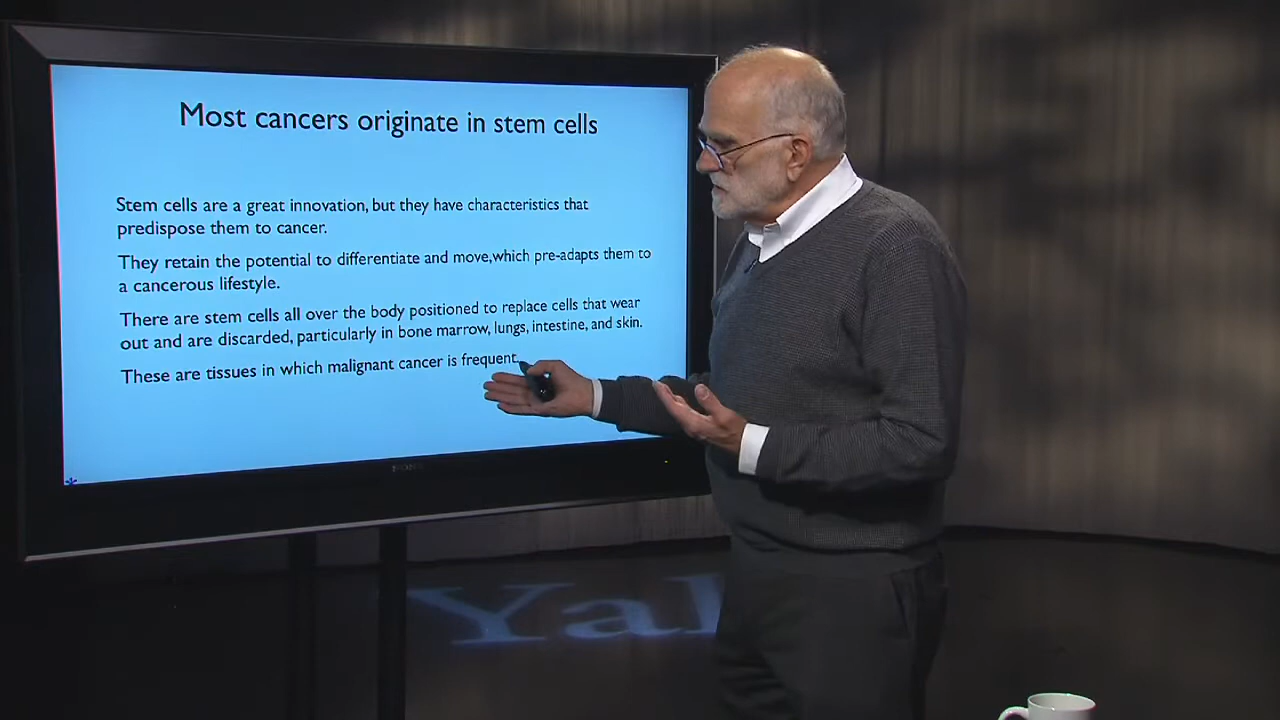 Most cancers originate in stem cells
Stem cells are a great innovation, but they have characteristics that
predispose them to cancer.
They retain the potential to differentiate and move,which pre-adapts them to
a cancerous lifestyle.
There are stem cells all over the body positioned to replace cells that wear
out and are discarded, particularly in bone marrow, lungs, intestine, and skin.
These are tissues in which malignant cancer is frequent.
*
SONY
Yal